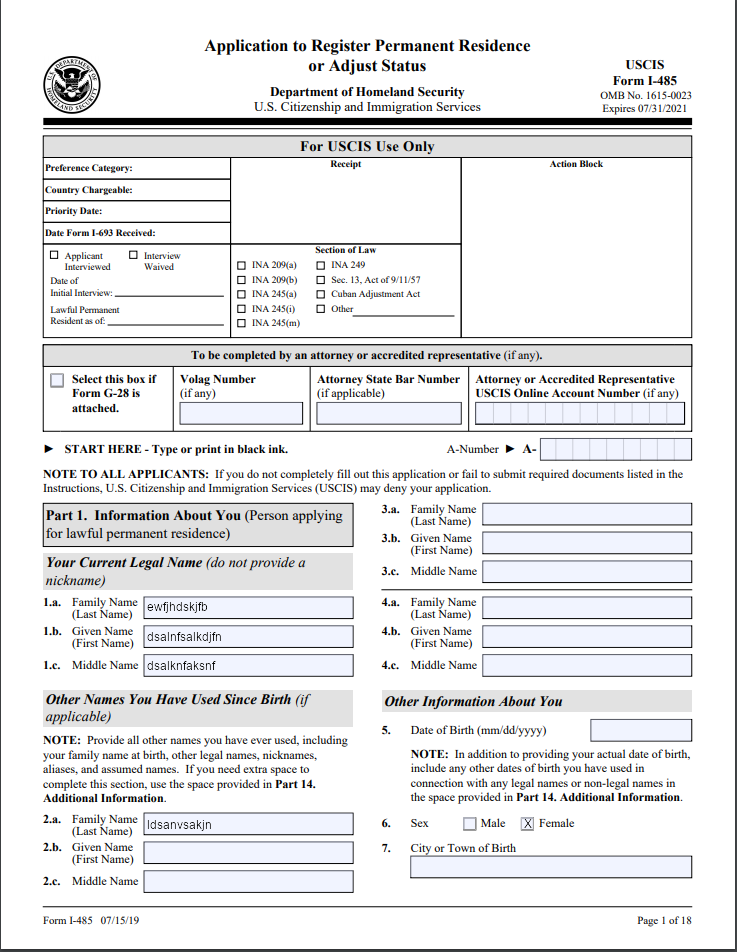 Application to Register Permanent Residence
or Adjust Status
Department of Homeland Security
U.S. Citizenship and Immigration Services
USCIS
Form I-485
OMB No. 1615-0023
Expires 07/31/2021
U.S. DEPARTMENT OF HOMELAND SECURITY
For USCIS Use Only
Preference Category:
Country Chargeable:
Priority Date:
Date Form I-693 Received:
Applicant Interviewed
Interview Waived
Date of
Initial Interview:
Lawful Permanent
Resident as of:
Receipt
Section of Law
INA 209(a)
INA 209(b)
INA 245(a)
INA 245(i)
INA 245(m)
INA 249
Sec. 13, Act of 9/11/57
Cuban Adjustment Act
Other
Action Block
To be completed by an attorney or accredited representative (if any).
Select this box if
Form G-28 is
attached.
Volag Number
(if any)
Attorney State Bar Number
(if applicable)
Attorney or Accredited Representative
USCIS Online Account Number (if any)
► START HERE - Type or print in black ink.
A-Number ► A-
NOTE TO ALL APPLICANTS: If you do not completely fill out this application or fail to submit required documents listed in the
Instructions, U.S. Citizenship and Immigration Services (USCIS) may deny your application.
Part 1. Information About You (Person applying
for lawful permanent residence)
Your Current Legal Name (do not provide a
nickname)
1.a. Family Name
(Last Name)
ewfjhdskjfb
1.b. Given Name
(First Name)
dsalnfsalkdjfn
1.c. Middle Name
dsalknfaksnf
Other Names You Have Used Since Birth (if
applicable)
NOTE: Provide all other names you have ever used, including
your family name at birth, other legal names, nicknames,
aliases, and assumed names. If you need extra space to
complete this section, use the space provided in Part 14.
Additional Information.
2.a. Family Name
(Last Name)
ldsanvsakjn
2.b. Given Name
(First Name)
2.c. Middle Name
3.a. Family Name
(Last Name)
3.b. Given Name
(First Name)
3.c. Middle Name
4.a. Family Name
(Last Name)
4.b. Given Name
(First Name)
4.c. Middle Name
Other Information About You
5. Date of Birth (mm/dd/yyyy)
NOTE: In addition to providing your actual date of birth,
include any other dates of birth you have used in
connection with any legal names or non-legal names in
the space provided in Part 14. Additional Information.
6. Sex Male X Female
7. City or Town of Birth
Form I-485 07/15/19
Page 1 of 18